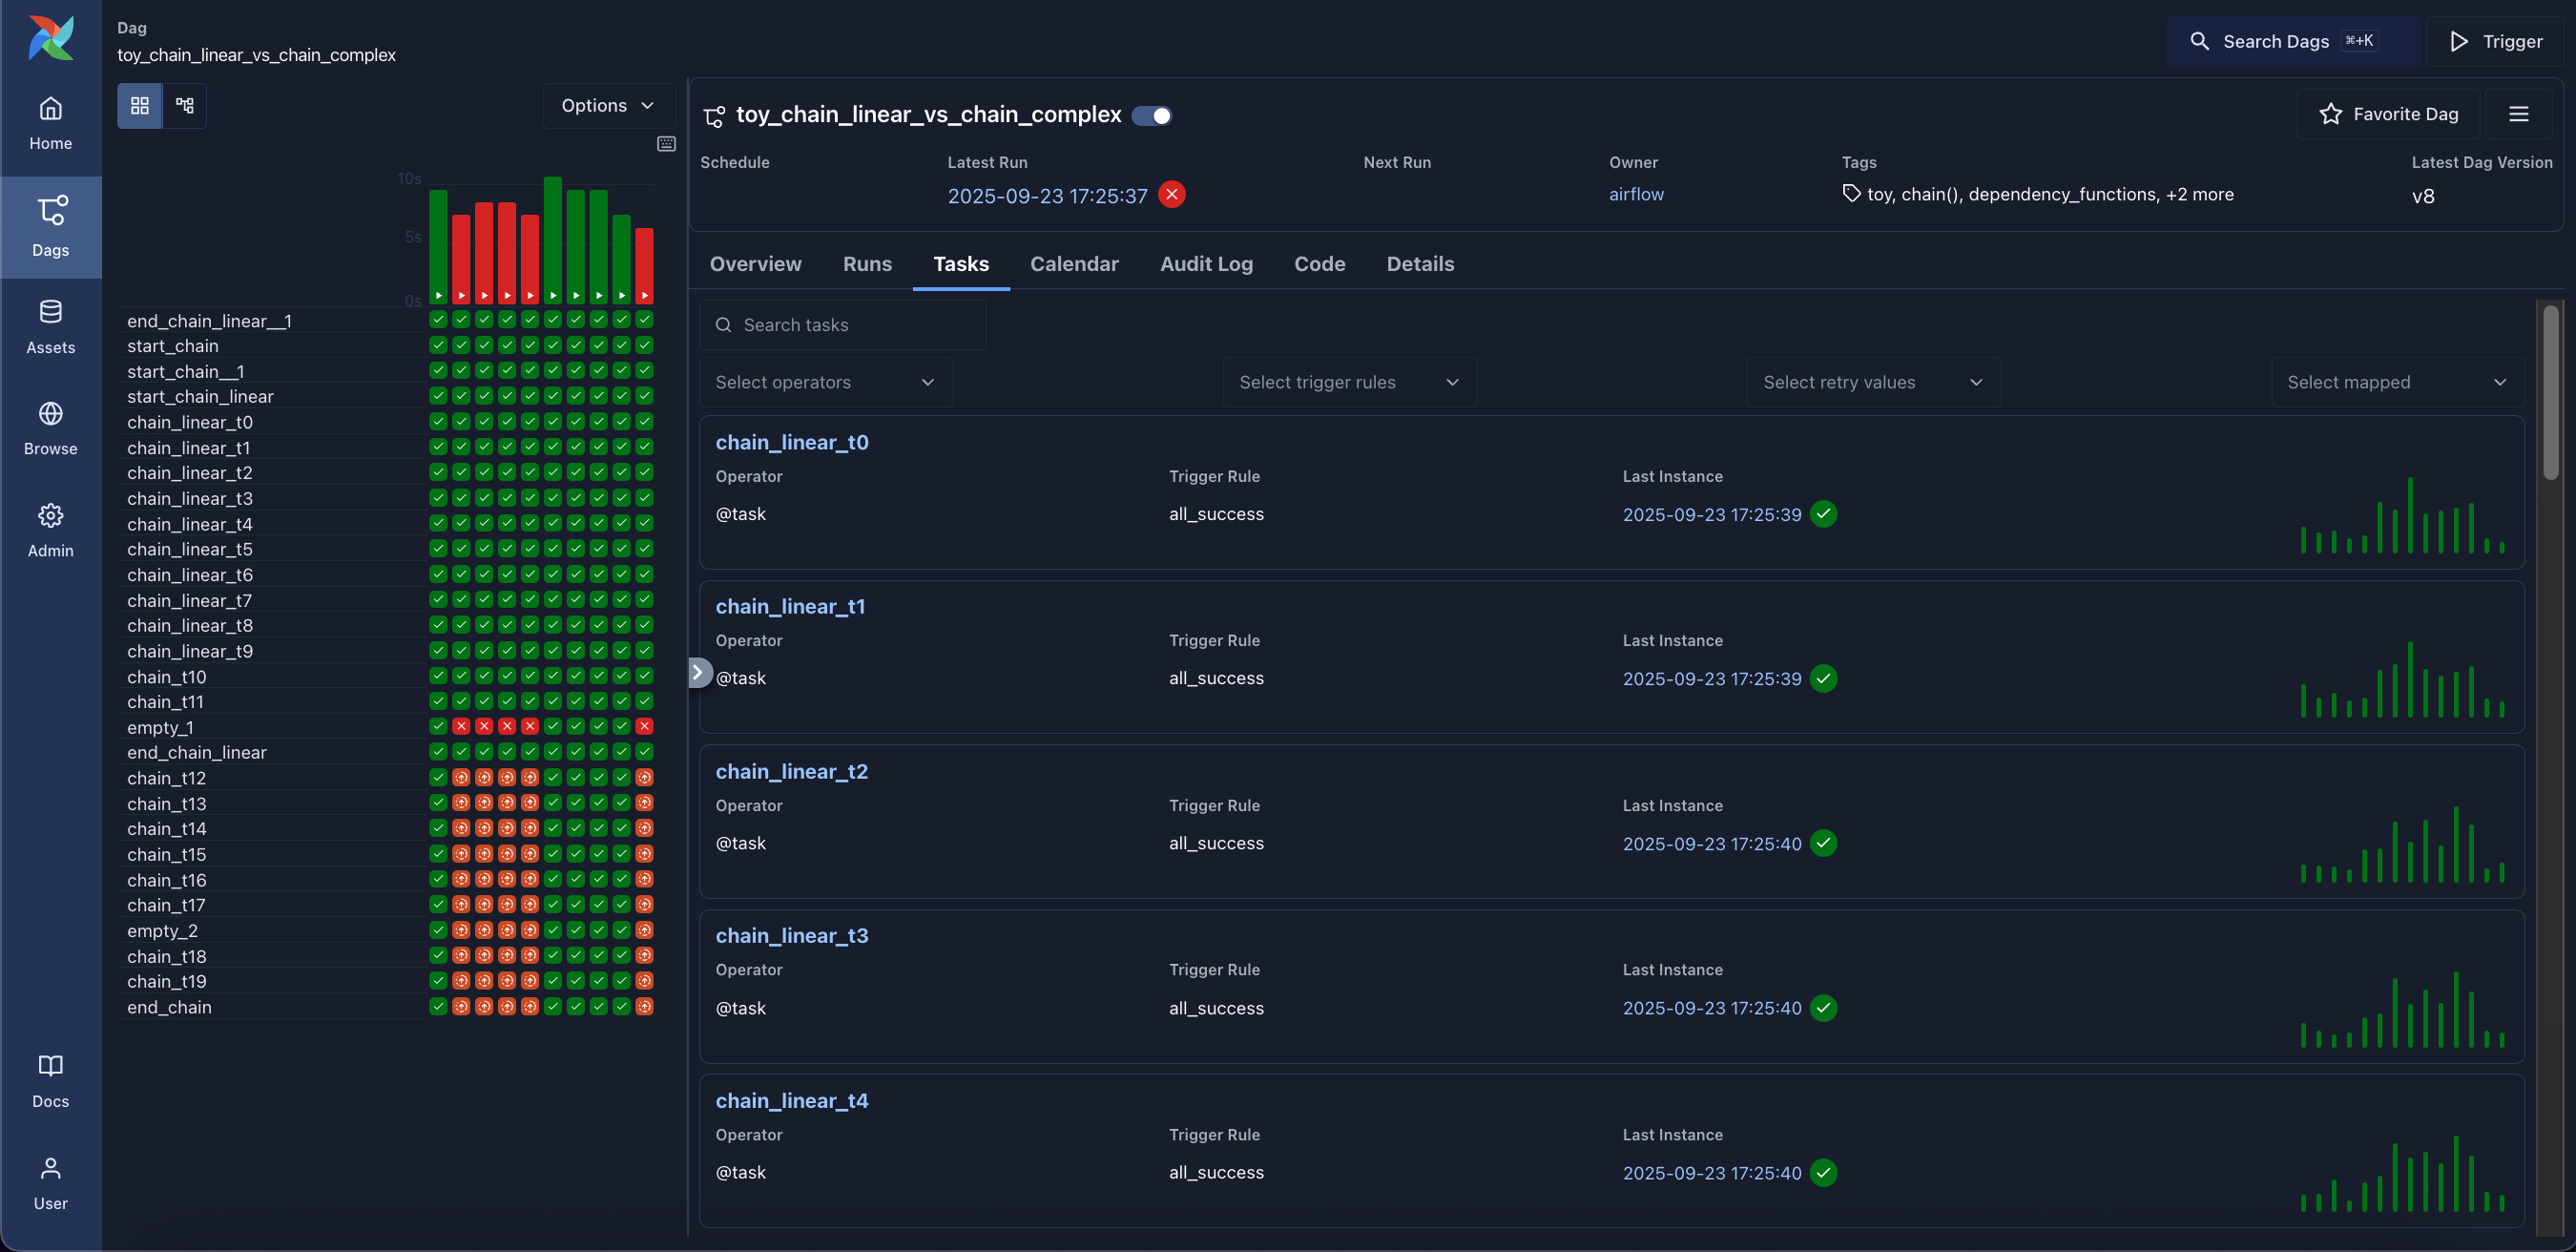 Dag
toy_chain_linear_vs_chain_complex
Search Dags ⌘+K
Trigger
Home
Dags
Assets
Browse
Admin
Docs
User
Options
10s
5s
0s
end_chain_linear__1
start_chain
start_chain__1
start_chain_linear
chain_linear_t0
chain_linear_t1
chain_linear_t2
chain_linear_t3
chain_linear_t4
chain_linear_t5
chain_linear_t6
chain_linear_t7
chain_linear_t8
chain_linear_t9
chain_t10
chain_t11
empty_1
end_chain_linear
chain_t12
chain_t13
chain_t14
chain_t15
chain_t16
chain_t17
empty_2
chain_t18
chain_t19
end_chain
toy_chain_linear_vs_chain_complex
Favorite Dag
Schedule Latest Run Next Run Owner Tags Latest Dag Version
2025-09-23 17:25:37 airflow toy, chain(), dependency_functions, +2 more v8
Overview Runs Tasks Calendar Audit Log Code Details
Search tasks
Select operators Select trigger rules Select retry values Select mapped
chain_linear_t0
Operator Trigger Rule Last Instance
@task all_success 2025-09-23 17:25:39
chain_linear_t1
Operator Trigger Rule Last Instance
@task all_success 2025-09-23 17:25:39
chain_linear_t2
Operator Trigger Rule Last Instance
@task all_success 2025-09-23 17:25:40
chain_linear_t3
Operator Trigger Rule Last Instance
@task all_success 2025-09-23 17:25:40
chain_linear_t4
Operator Trigger Rule Last Instance
@task all_success 2025-09-23 17:25:40